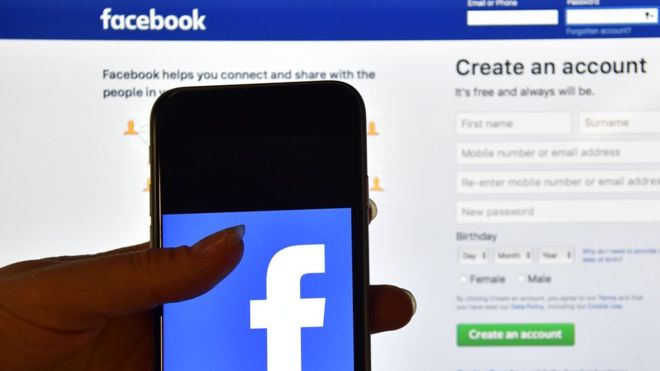 facebook
Email or Phone
Password
Forgotten account?
Facebook helps you connect and share with the
people in
Create an account
It's free and always will be.
First name
Surname
Mobile number or email address
Re-enter mobile number or email address
New password
Birthday
Day Month Year
Why do I need to provide
date of birth?
Female Male
By clicking Create an account, you agree to our Terms and that
you have read our Data Policy, including our Cookie Use.
Create an account
f